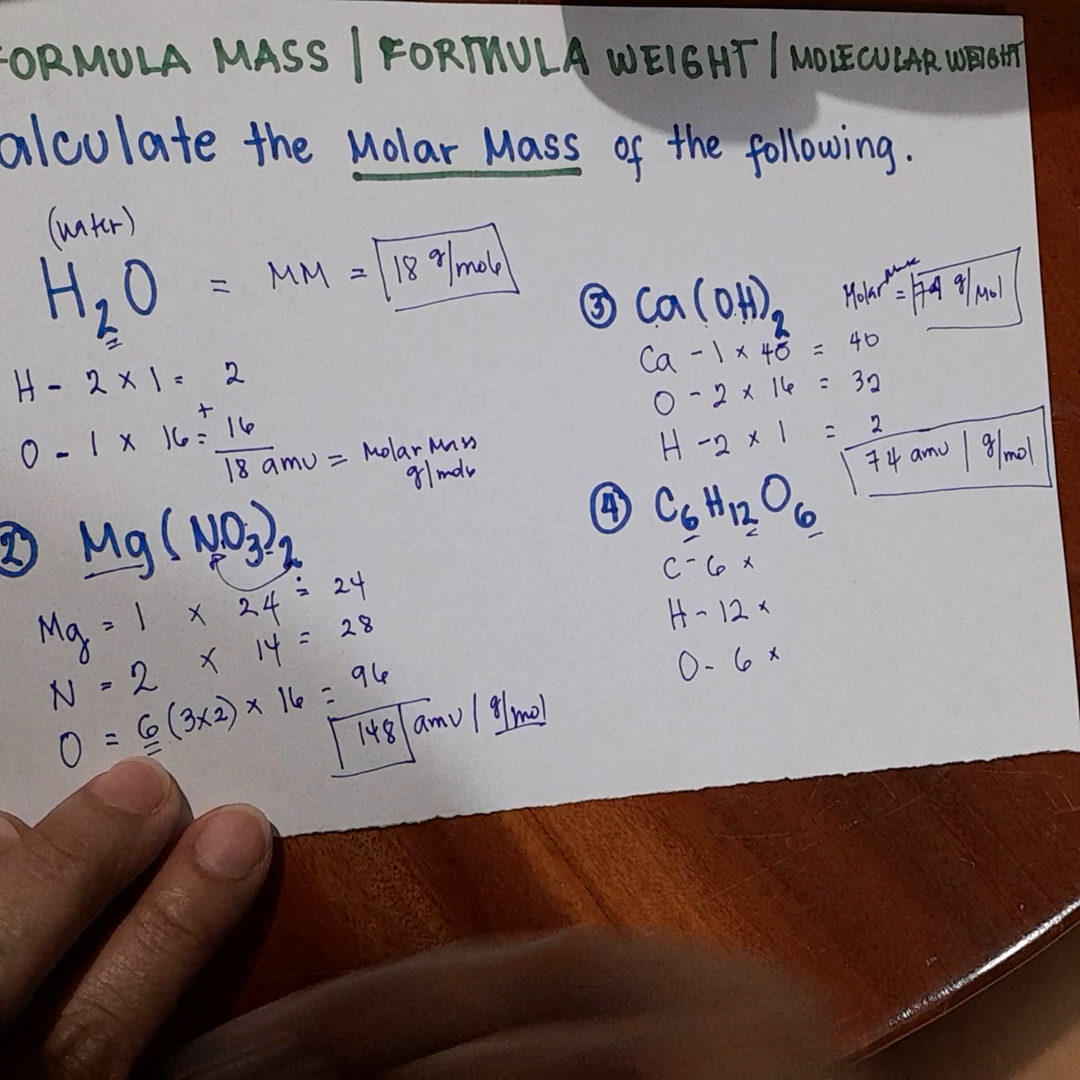 FORMULA MASS | FORMULA WEIGHT | MOLECULAR WEIGHT
alculate the Molar Mass of the following.
(water)
H₂O = MM = 18 g/mole
H - 2 x 1 = 2
O - 1 x 16 = + 16
18 amu = Molar Mass
g/mole
2) Mg(NO₃)₂
Mg = 1 x 24 = 24
N = 2 x 14 = 28
O = 6 (3x2) x 16 = 96
148 amu / g/mol
3 Ca(OH)₂ Molar Mass = 74 g/Mol
Ca - 1 x 40 = 40
O - 2 x 16 = 32
H - 2 x 1 = 2
74 amu | g/mol
4 C₆H₁₂O₆
C - 6 x
H - 12 x
O - 6 x